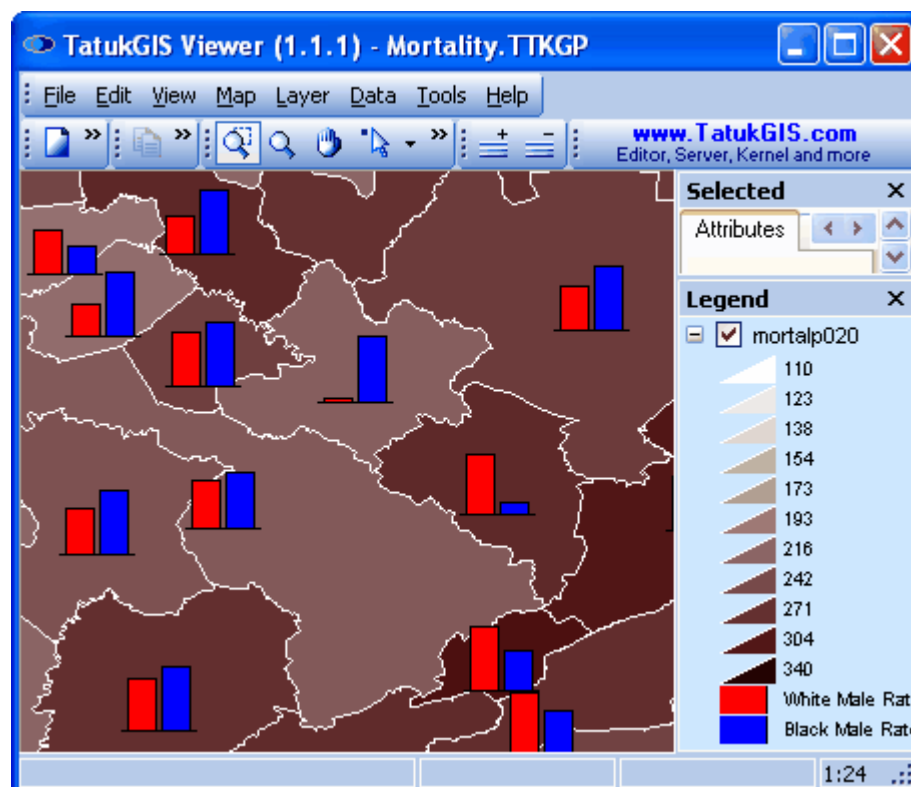 TatukGIS Viewer (1.1.1) - Mortality.TTKGP
File Edit View Map Layer Data Tools Help
www.TatukGIS.com
Editor, Server, Kernel and more
Selected
Attributes
Legend
mortalp020
110
123
138
154
173
193
216
242
271
304
340
White Male Rat
Black Male Rate
1:24